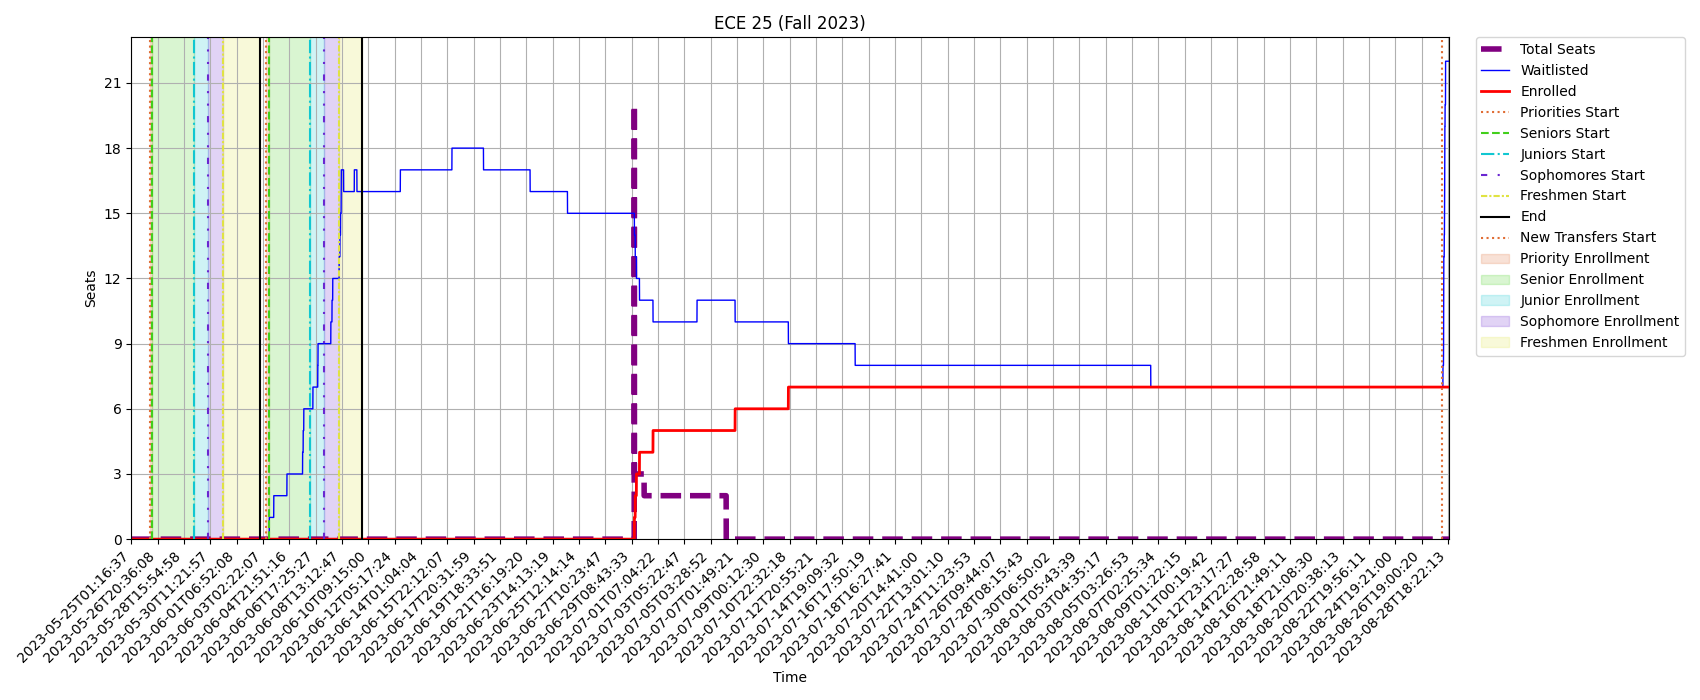 ECE 25 (Fall 2023)
Seats
21
18
15
12
9
6
3
0
2023-05-25T01:16:37
2023-05-26T20:36:08
2023-05-28T15:54:58
2023-05-30T11:21:57
2023-06-01T06:52:08
2023-06-03T02:22:07
2023-06-04T21:51:16
2023-06-06T17:25:27
2023-06-08T13:12:47
2023-06-10T09:15:00
2023-06-12T05:17:24
2023-06-14T01:04:04
2023-06-15T22:12:07
2023-06-17T20:31:59
2023-06-19T18:33:51
2023-06-21T16:19:20
2023-06-23T14:13:19
2023-06-25T12:14:14
2023-06-27T10:23:47
2023-06-29T08:43:33
2023-07-01T07:04:22
2023-07-03T05:22:47
2023-07-05T03:28:52
2023-07-07T01:49:21
2023-07-09T00:12:30
2023-07-10T22:32:18
2023-07-12T20:55:21
2023-07-14T19:09:32
2023-07-16T17:50:19
2023-07-18T16:27:41
2023-07-20T14:41:00
2023-07-22T13:01:10
2023-07-24T11:23:53
2023-07-26T09:44:07
2023-07-28T08:15:43
2023-07-30T06:50:02
2023-08-01T05:43:39
2023-08-03T04:35:17
2023-08-05T03:26:53
2023-08-07T02:25:34
2023-08-09T01:22:15
2023-08-11T00:19:42
2023-08-12T23:17:27
2023-08-14T22:28:58
2023-08-16T21:49:11
2023-08-18T21:08:30
2023-08-20T20:38:13
2023-08-22T19:56:11
2023-08-24T19:21:00
2023-08-26T19:00:20
2023-08-28T18:22:13
Time
Total Seats
Waitlisted
Enrolled
Priorities Start
Seniors Start
Juniors Start
Sophomores Start
Freshmen Start
End
New Transfers Start
Priority Enrollment
Senior Enrollment
Junior Enrollment
Sophomore Enrollment
Freshmen Enrollment